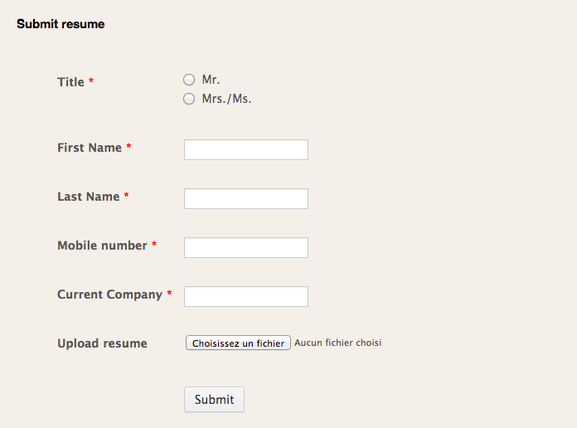 Submit resume
Title *
Mr.
Mrs./Ms.
First Name *
Last Name *
Mobile number *
Current Company *
Upload resume Choisissez un fichier Aucun fichier choisi
Submit